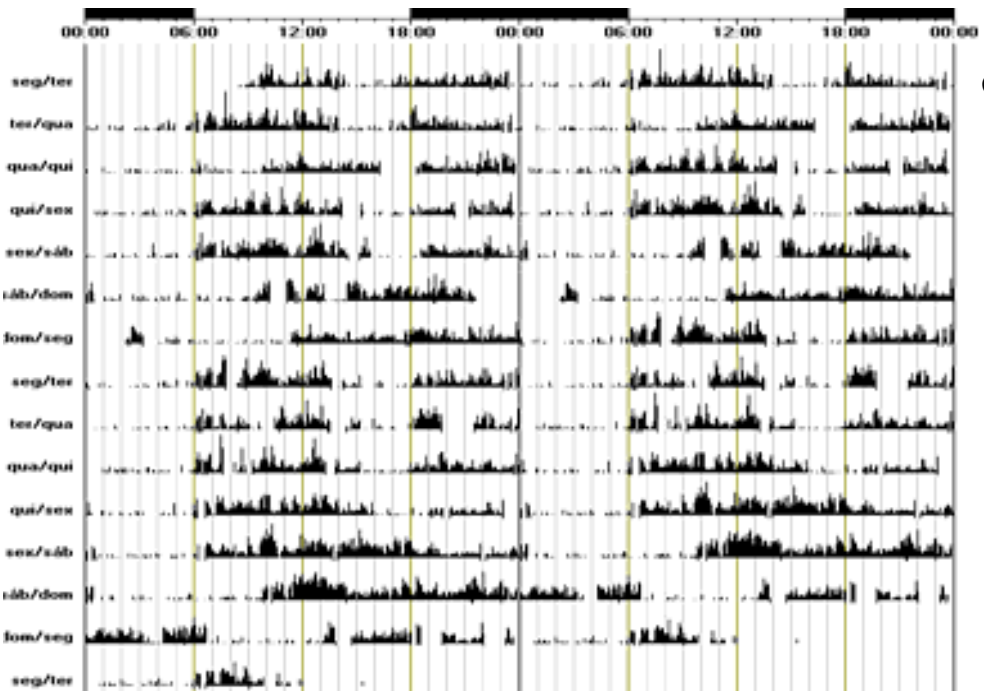 00:00 06:00 12:00 18:00 00:00 06:00 12:00 18:00 00:00
seg/ter
ter/qua
qua/qui
qui/sex
sex/sáb
sáb/dom
dom/seg
seg/ter
ter/qua
qua/qui
qui/sex
sex/sáb
sáb/dom
dom/seg
seg/ter